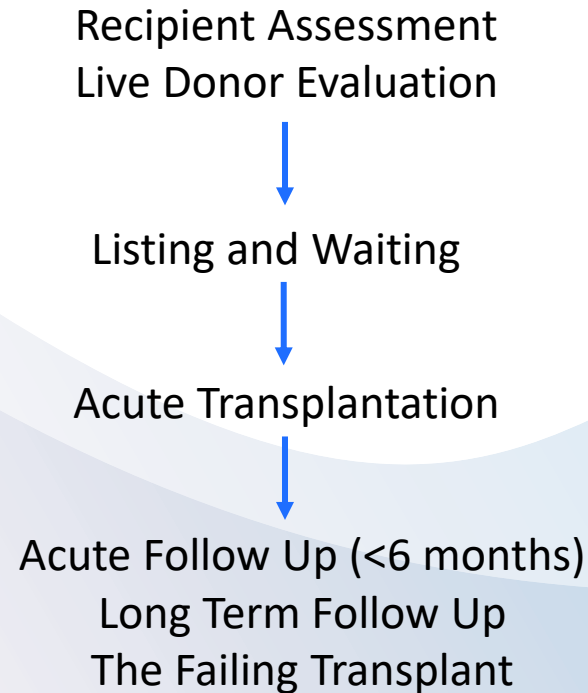 Recipient Assessment
Live Donor Evaluation
Listing and Waiting
Acute Transplantation
Acute Follow Up (<6 months)
Long Term Follow Up
The Failing Transplant